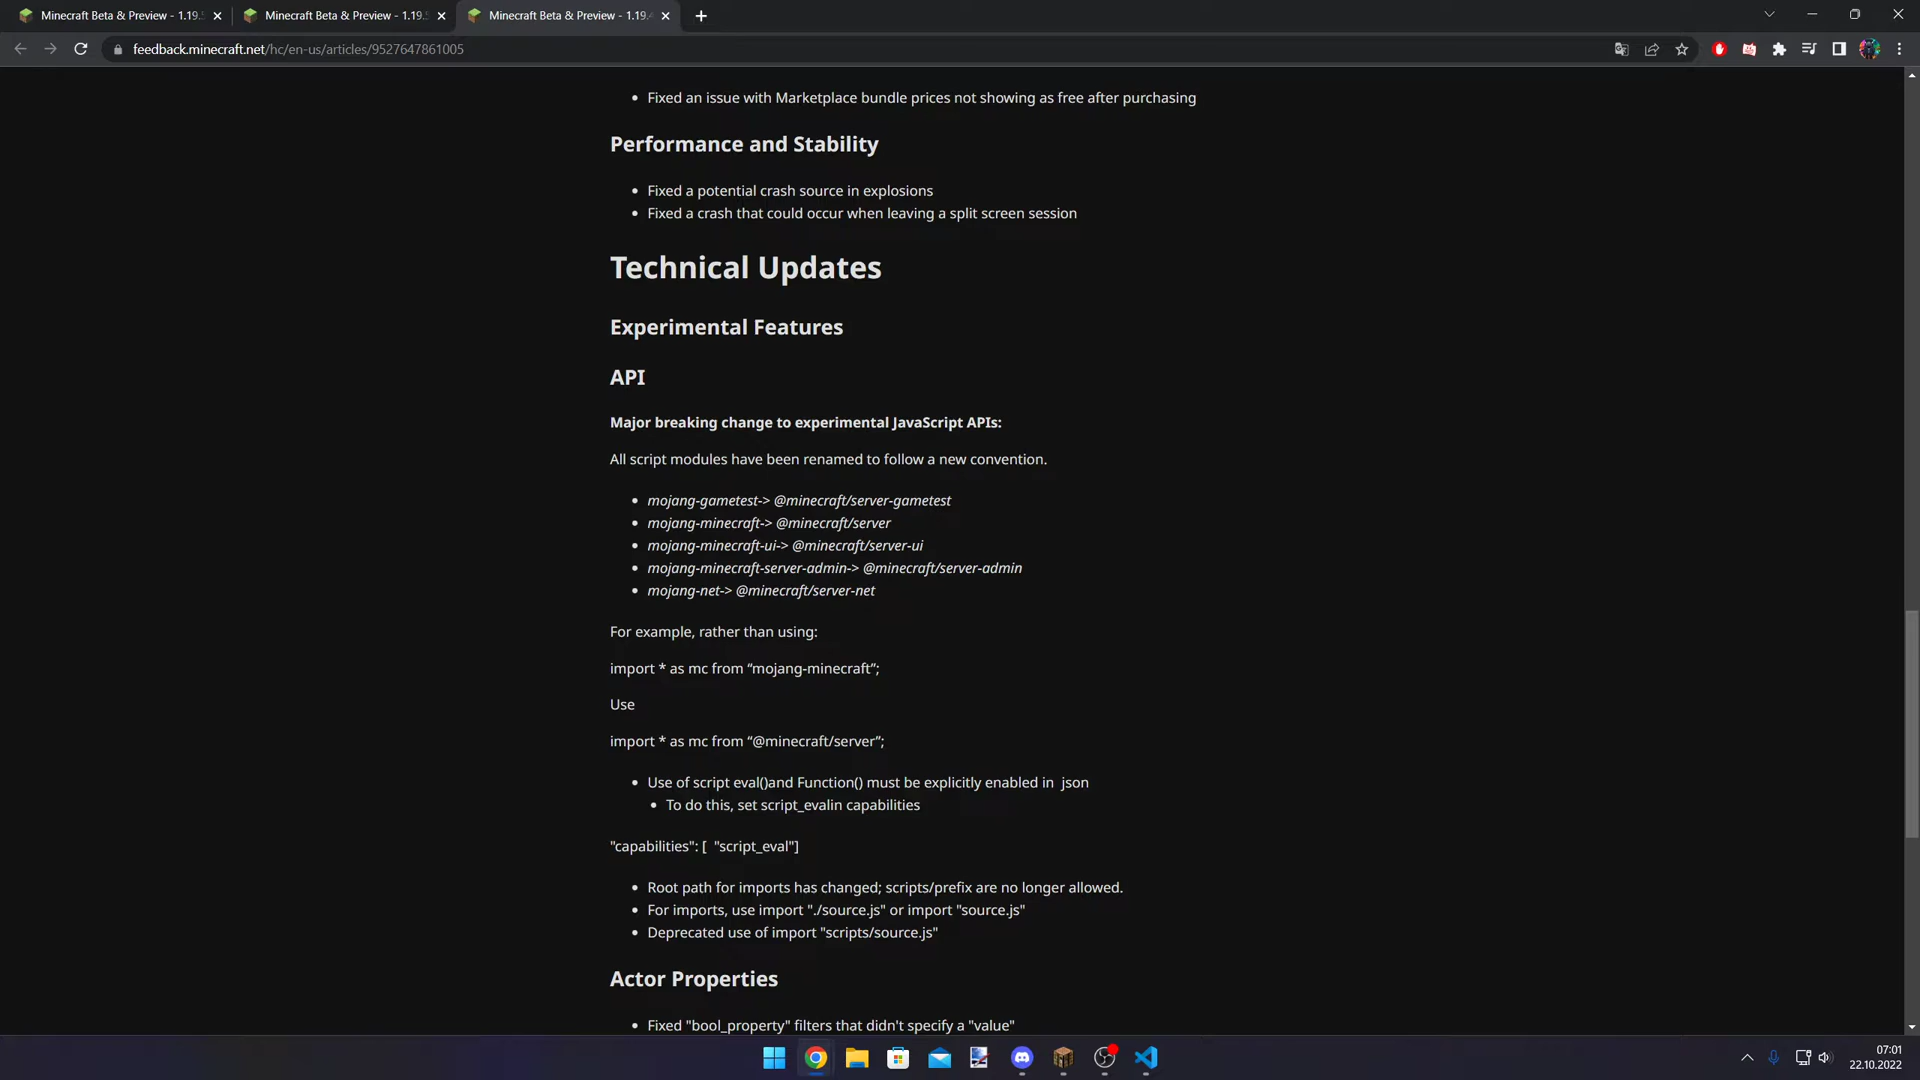 Minecraft Beta & Preview - 1.19.
Minecraft Beta & Preview - 1.19.
Minecraft Beta & Preview - 1.19.
feedback.minecraft.net/hc/en-us/articles/9527647861005
• Fixed an issue with Marketplace bundle prices not showing as free after purchasing
Performance and Stability
• Fixed a potential crash source in explosions
• Fixed a crash that could occur when leaving a split screen session
Technical Updates
Experimental Features
API
Major breaking change to experimental JavaScript APIs:
All script modules have been renamed to follow a new convention.
• mojang-gametest-> @minecraft/server-gametest
• mojang-minecraft-> @minecraft/server
• mojang-minecraft-ui-> @minecraft/server-ui
• mojang-minecraft-server-admin-> @minecraft/server-admin
• mojang-net-> @minecraft/server-net
For example, rather than using:
import * as mc from “mojang-minecraft”;
Use
import * as mc from “@minecraft/server”;
• Use of script eval()and Function() must be explicitly enabled in  json
• To do this, set script_evalin capabilities
"capabilities": [  "script_eval"]
• Root path for imports has changed; scripts/prefix are no longer allowed.
• For imports, use import "./source.js" or import "source.js"
• Deprecated use of import "scripts/source.js"
Actor Properties
• Fixed "bool_property" filters that didn't specify a "value"
07:01
22.10.2022